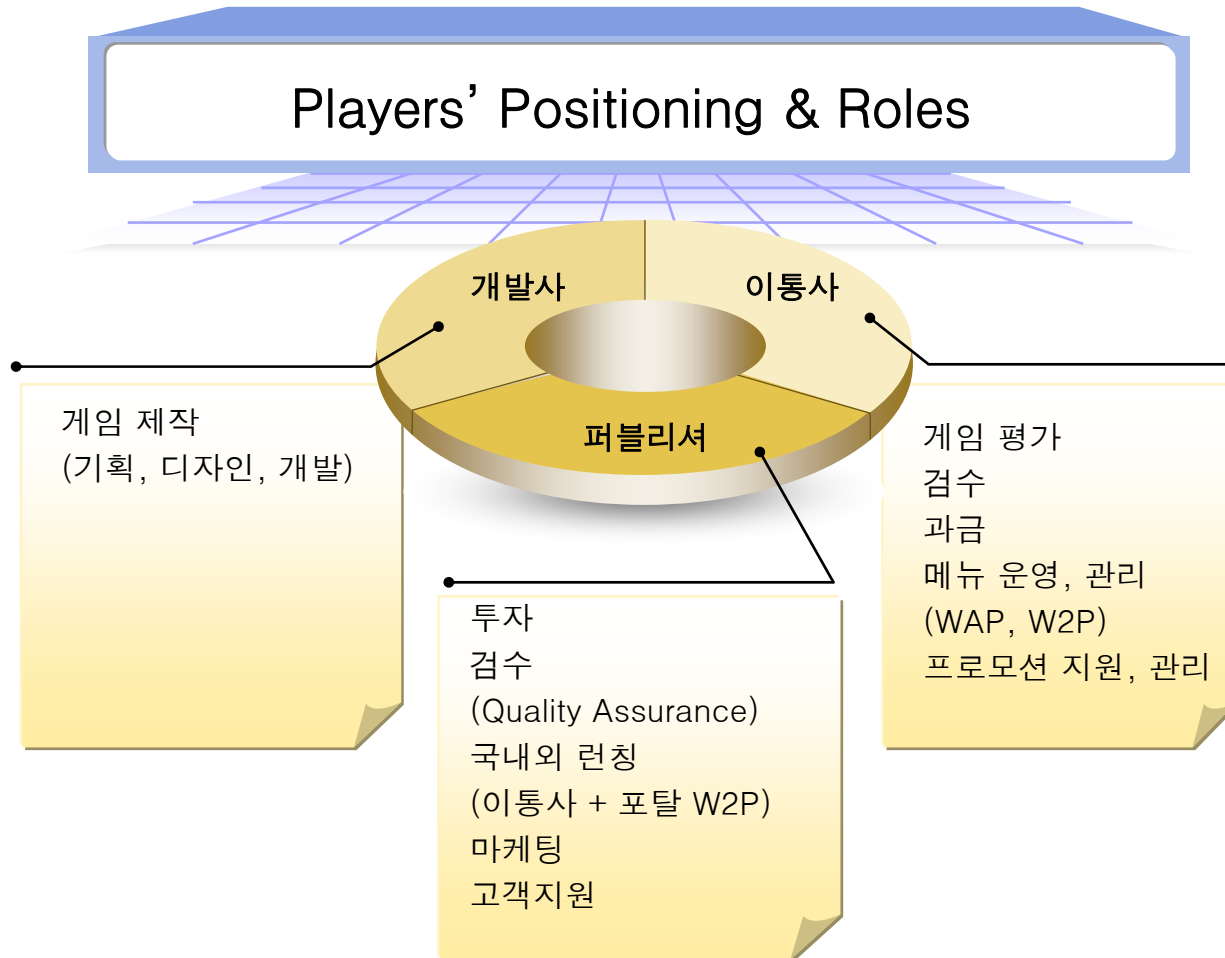 Players’ Positioning & Roles
개발사
이통사
퍼블리셔
게임 제작
(기획, 디자인, 개발)
투자
검수
(Quality Assurance)
국내외 런칭
(이통사 + 포탈 W2P)
마케팅
고객지원
게임 평가
검수
과금
메뉴 운영, 관리
(WAP, W2P)
프로모션 지원, 관리